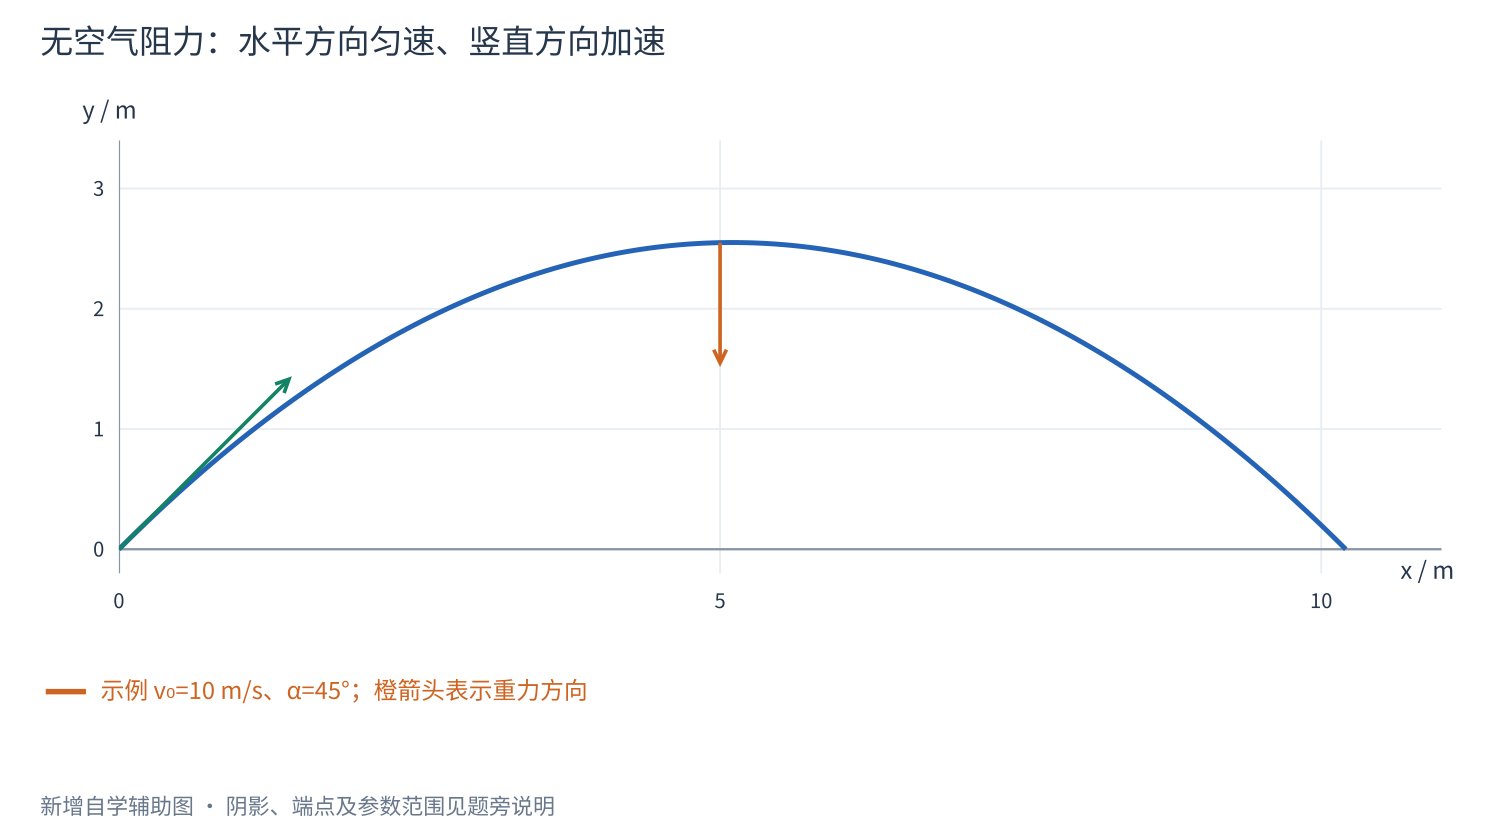 无空气阻力：水平方向匀速、竖直方向加速
y / m
3
2
1
0
x / m
0 5 10
示例 v₀=10 m/s、α=45°；橙箭头表示重力方向
新增自学辅助图 · 阴影、端点及参数范围见题旁说明